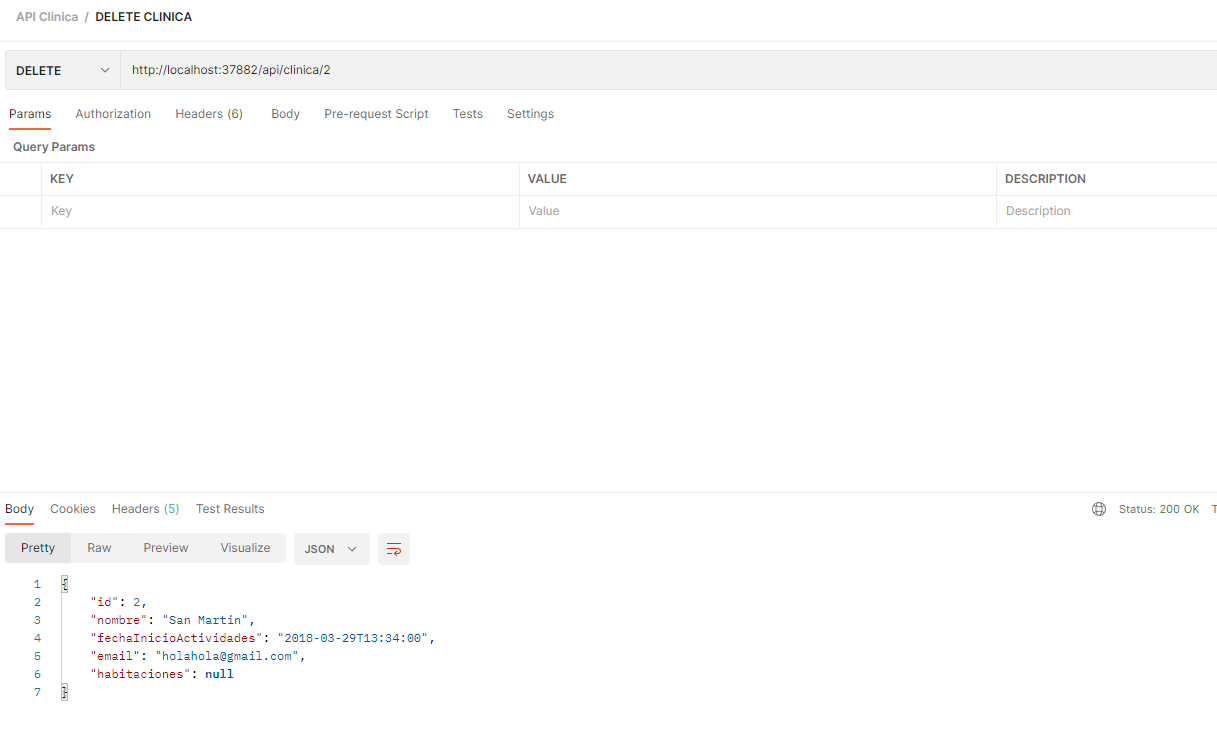 API Clinica / DELETE CLINICA
DELETE http://localhost:37882/api/clinica/2
Params Authorization Headers (6) Body Pre-request Script Tests Settings
Query Params
KEY VALUE DESCRIPTION
Key Value Description
Body Cookies Headers (5) Test Results Status: 200 OK T
Pretty Raw Preview Visualize JSON
1 {
2 "id": 2,
3 "nombre": "San Martin",
4 "fechaInicioActividades": "2018-03-29T13:34:00",
5 "email": "holahola@gmail.com",
6 "habitaciones": null
7 }